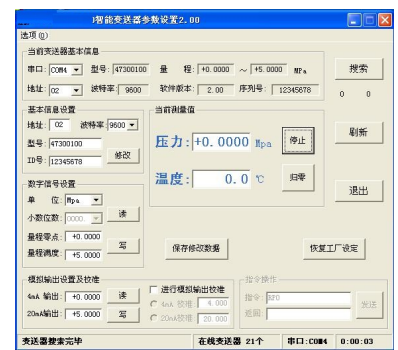 )智能变送器参数设置2.00
选项(O)
当前变送器基本信息
串口: COM4 型号: 47300100 量 程: +0.0000 ~ +5.0000 MPa 搜索
地址: 02 波特率: 9600 软件版本: 2.00 序列号: 12345678 0 0
基本信息设置 当前测量值
地址: 02 波特率: 9600
型号: 47300100 压力: +0.0000 Mpa 停止 刷新
ID号: 12345678 修改
数字信号设置 温度: 0.0 ℃ 归零 退出
单 位: Mpa
小数位数: 0000. 读
量程零点: +0.0000
量程满度: +5.0000 写 保存修改数据 恢复工厂设定
模拟输出设置及校准 进行模拟输出校准 指令操作
4mA 输出: +0.0000 读 4mA 校准: 4.000 指令: RPO 发送
20mA输出: +5.0000 写 20mA校准: 20.000 返回:
变送器搜索完毕 在线变送器 21个 串口:COM4 0:00:03